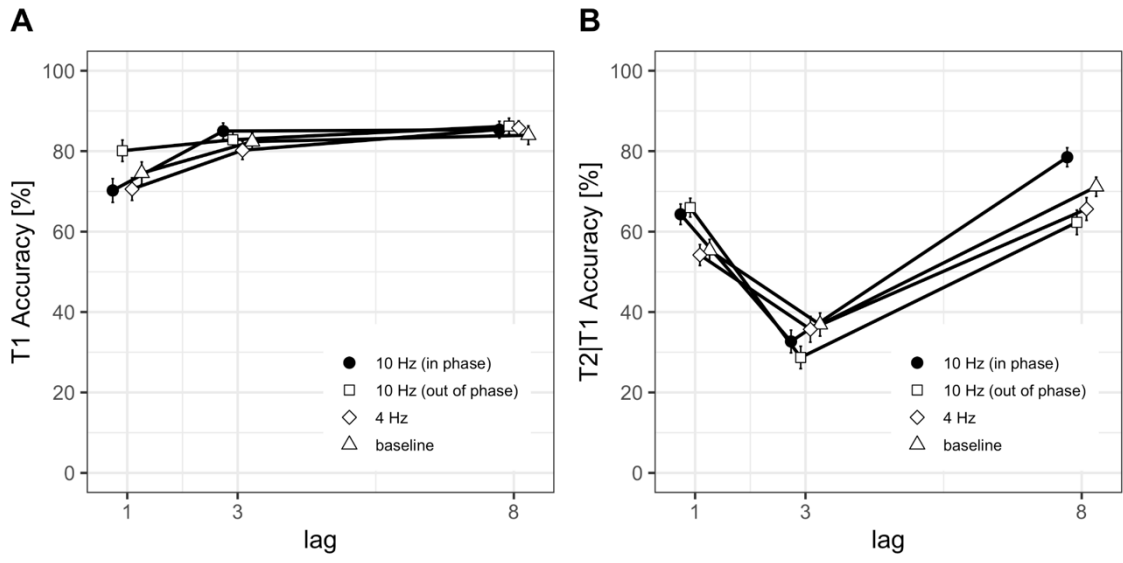 A
T1 Accuracy [%]
100
80
60
40
20
0
10 Hz (in phase)
10 Hz (out of phase)
4 Hz
baseline
1
3
8
lag
B
T2|T1 Accuracy [%]
100
80
60
40
20
0
10 Hz (in phase)
10 Hz (out of phase)
4 Hz
baseline
1
3
8
lag